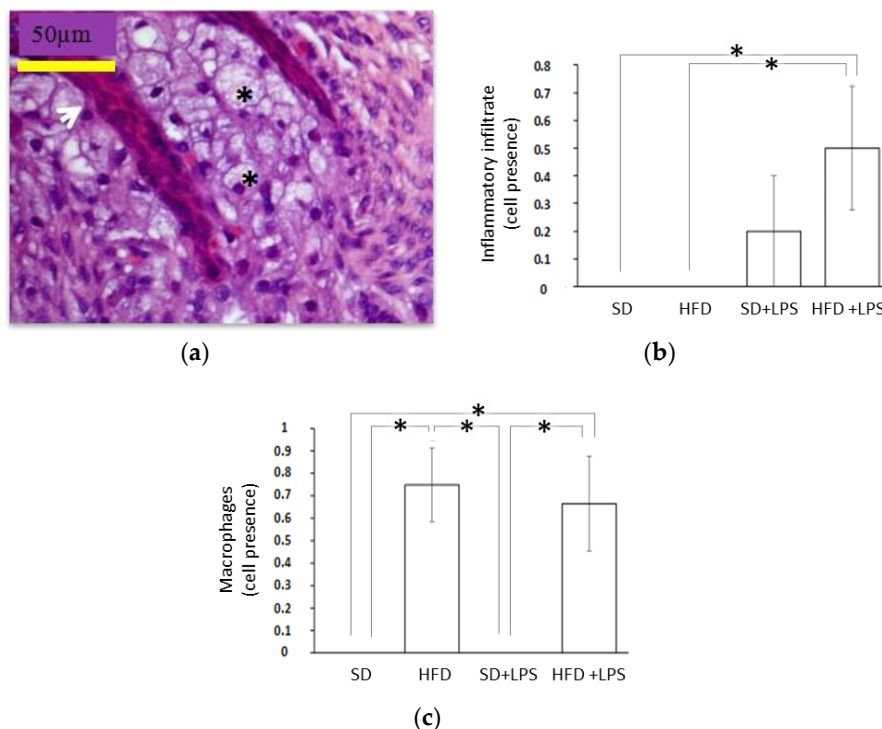 50µm
*
*
(a)
Inflammatory infiltrate
(cell presence)
*
*
0.8
0.7
0.6
0.5
0.4
0.3
0.2
0.1
0
SD HFD SD+LPS HFD +LPS
(b)
Macrophages
(cell presence)
*
* * *
1
0.9
0.8
0.7
0.6
0.5
0.4
0.3
0.2
0.1
0
SD HFD SD+LPS HFD +LPS
(c)